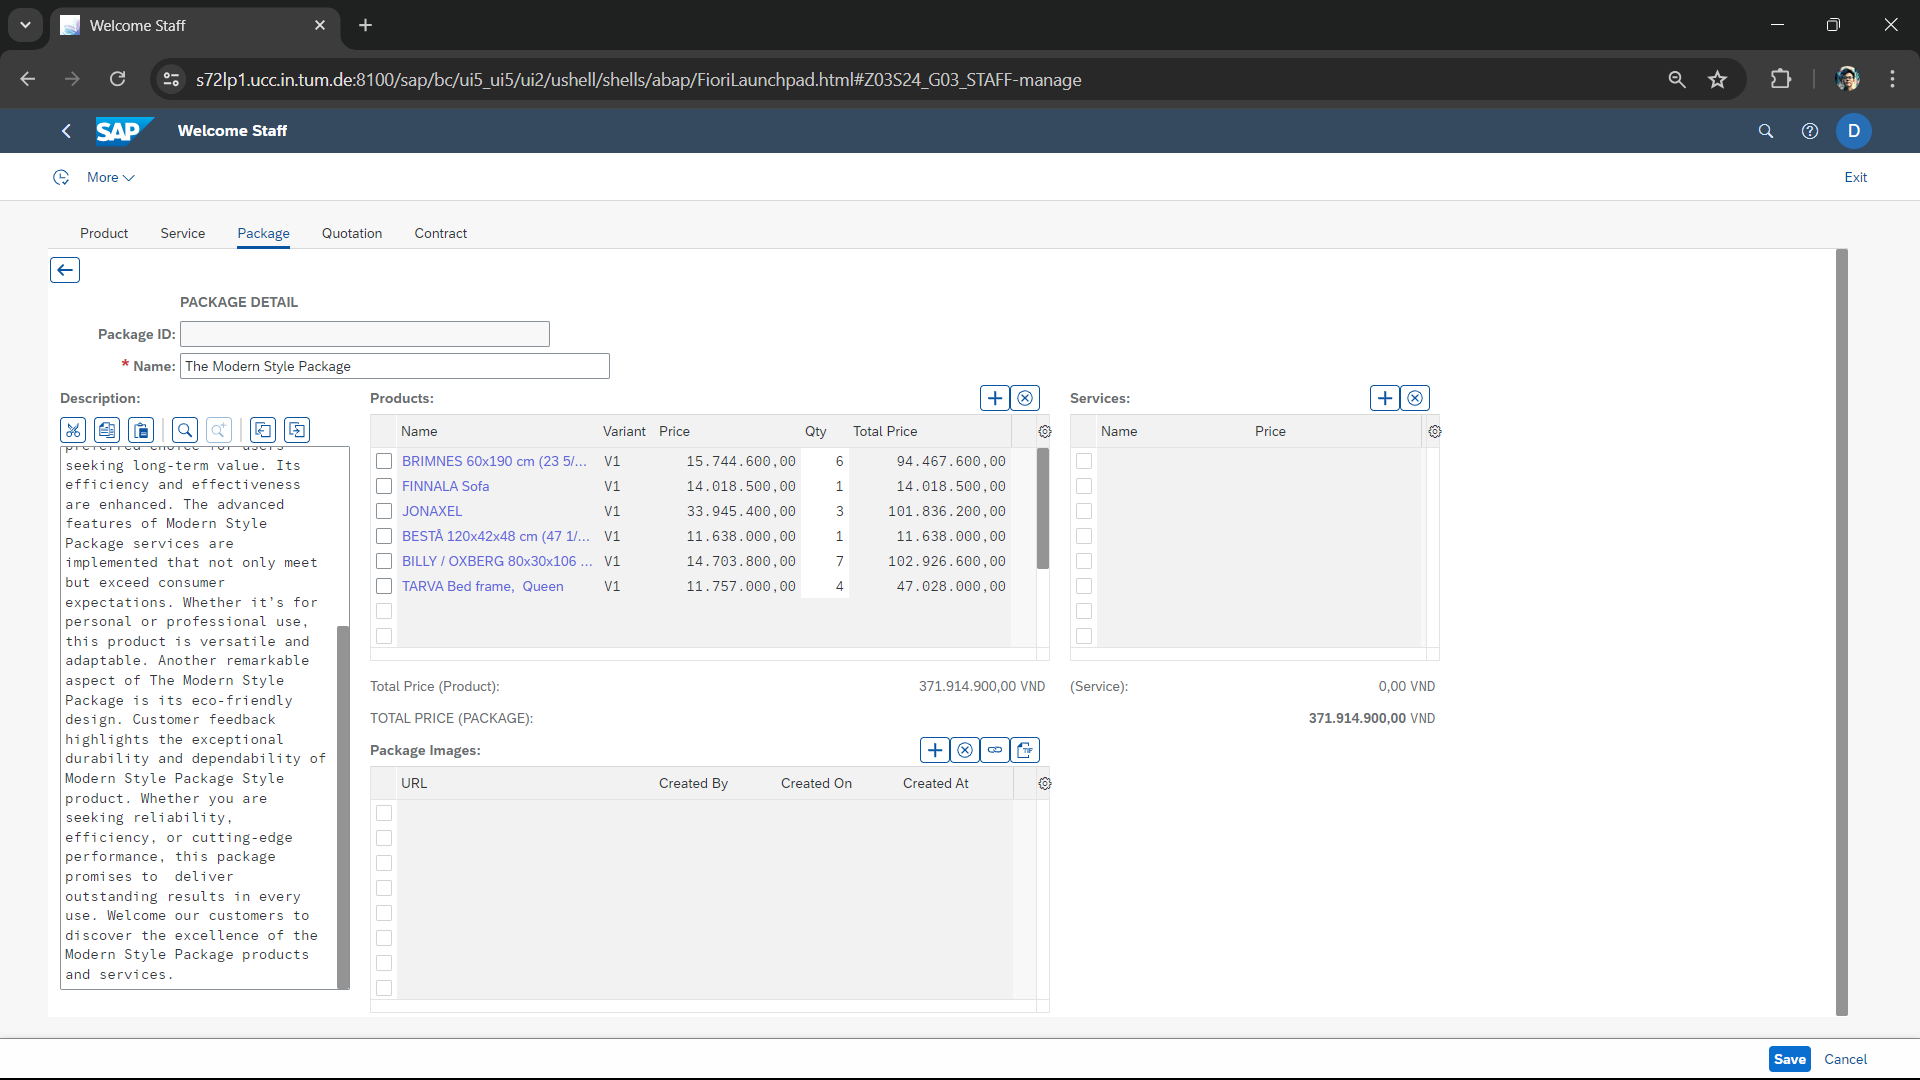 Welcome Staff
s72lp1.ucc.in.tum.de:8100/sap/bc/ui5_ui5/ui2/ushell/shells/abap/FioriLaunchpad.html#Z03S24_G03_STAFF-manage
SAP Welcome Staff D
More Exit
Product Service Package Quotation Contract
PACKAGE DETAIL
Package ID:
* Name: The Modern Style Package
Description:
seeking long-term value. Its
efficiency and effectiveness
are enhanced. The advanced
features of Modern Style
Package services are
implemented that not only meet
but exceed consumer
expectations. Whether it’s for
personal or professional use,
this product is versatile and
adaptable. Another remarkable
aspect of The Modern Style
Package is its eco-friendly
design. Customer feedback
highlights the exceptional
durability and dependability of
Modern Style Package Style
product. Whether you are
seeking reliability,
efficiency, or cutting-edge
performance, this package
promises to  deliver
outstanding results in every
use. Welcome our customers to
discover the excellence of the
Modern Style Package products
and services.
Products:
Name Variant Price Qty Total Price
BRIMNES 60x190 cm (23 5/... V1 15.744.600,00 6 94.467.600,00
FINNALA Sofa V1 14.018.500,00 1 14.018.500,00
JONAXEL V1 33.945.400,00 3 101.836.200,00
BESTÅ 120x42x48 cm (47 1/... V1 11.638.000,00 1 11.638.000,00
BILLY / OXBERG 80x30x106 ... V1 14.703.800,00 7 102.926.600,00
TARVA Bed frame,  Queen V1 11.757.000,00 4 47.028.000,00
Services:
Name Price
Total Price (Product): 371.914.900,00 VND (Service): 0,00 VND
TOTAL PRICE (PACKAGE): 371.914.900,00 VND
Package Images:
TIF
URL Created By Created On Created At
Save Cancel